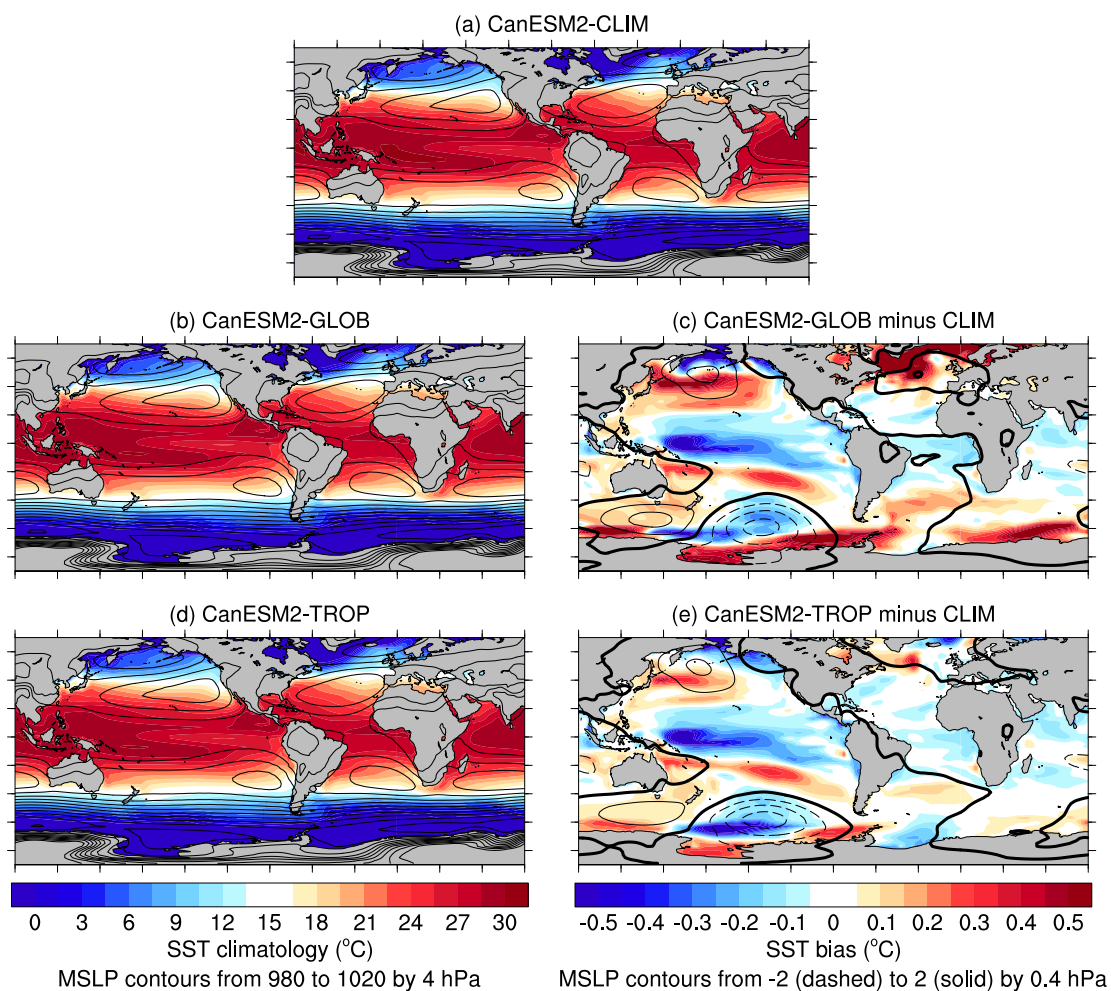 (a) CanESM2-CLIM
(b) CanESM2-GLOB
(c) CanESM2-GLOB minus CLIM
(d) CanESM2-TROP
(e) CanESM2-TROP minus CLIM
0 3 6 9 12 15 18 21 24 27 30
SST climatology (°C)
MSLP contours from 980 to 1020 by 4 hPa
-0.5 -0.4 -0.3 -0.2 -0.1 0 0.1 0.2 0.3 0.4 0.5
SST bias (°C)
MSLP contours from -2 (dashed) to 2 (solid) by 0.4 hPa